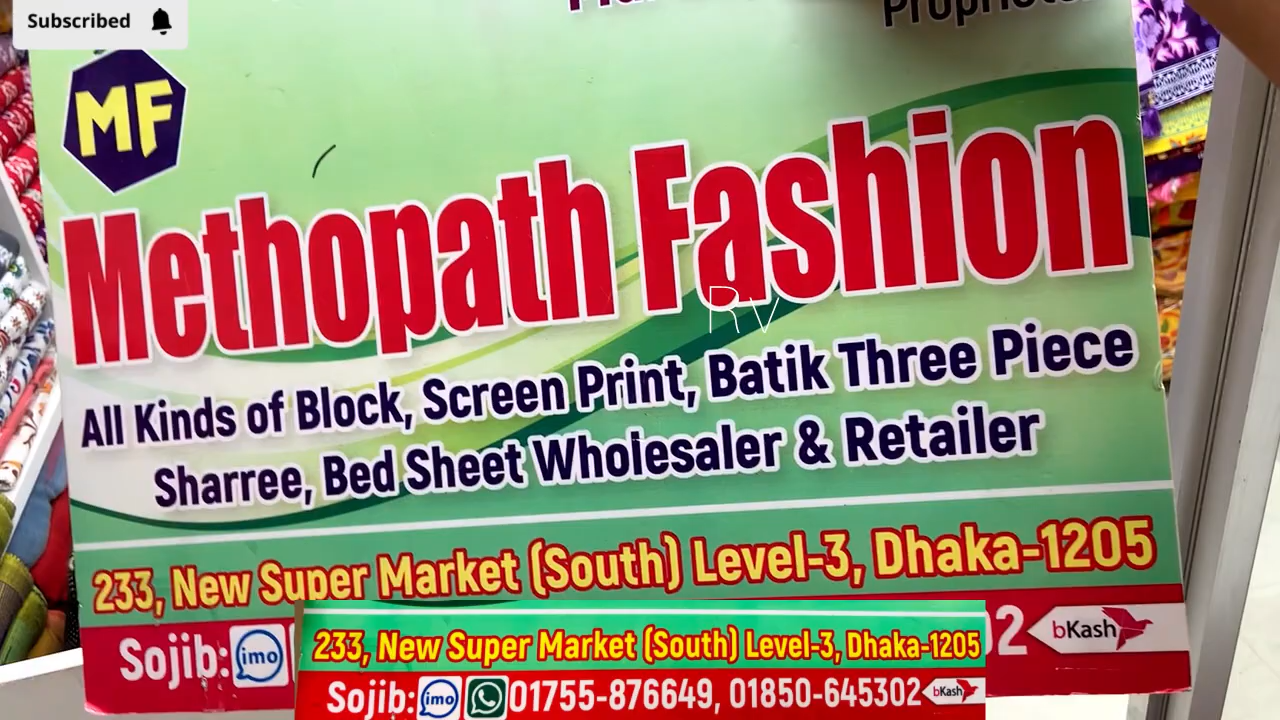 Subscribed
MF
Methopath Fashion
RV
All Kinds of Block, Screen Print, Batik Three Piece
Sharree, Bed Sheet Wholesaler & Retailer
233, New Super Market (South) Level-3, Dhaka-1205
Sojib: imo 2 bKash
233, New Super Market (South) Level-3, Dhaka-1205
Sojib: imo 01755-876649, 01850-645302 bKash